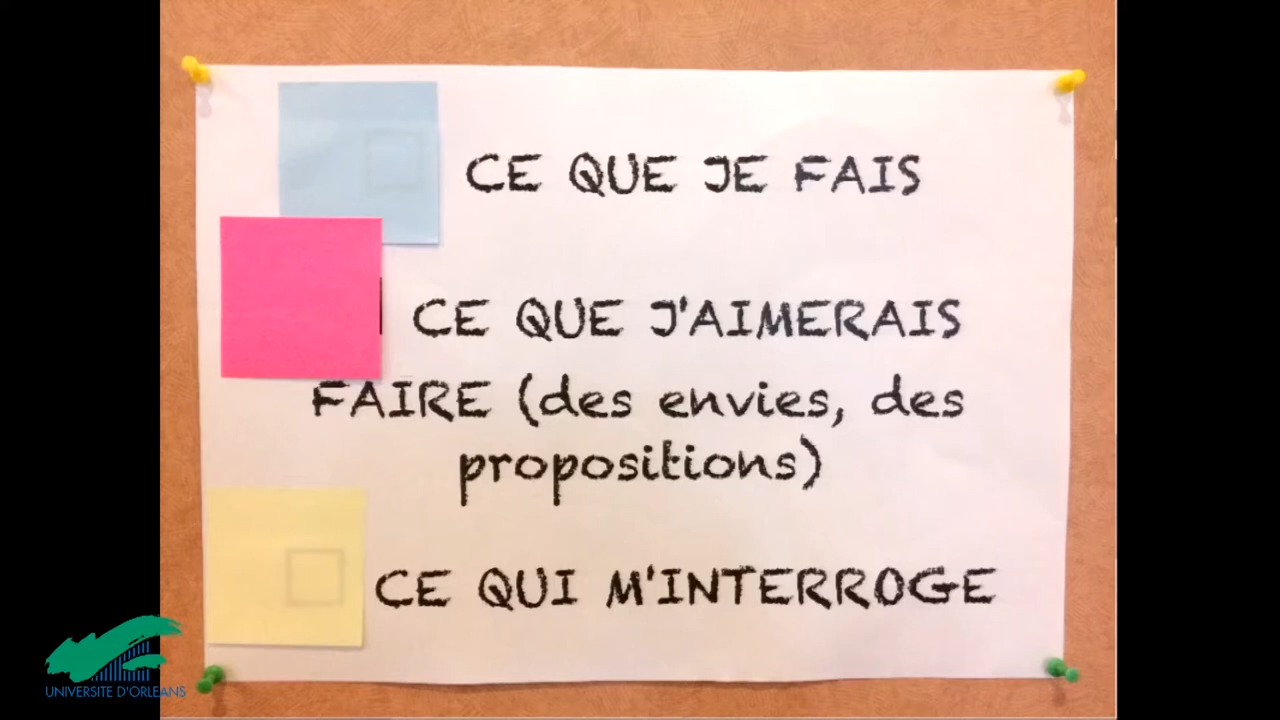 CE QUE JE FAIS
CE QUE J'AIMERAIS
FAIRE (des envies, des
propositions)
CE QUI M'INTERROGE
UNIVERSITE D'ORLEANS